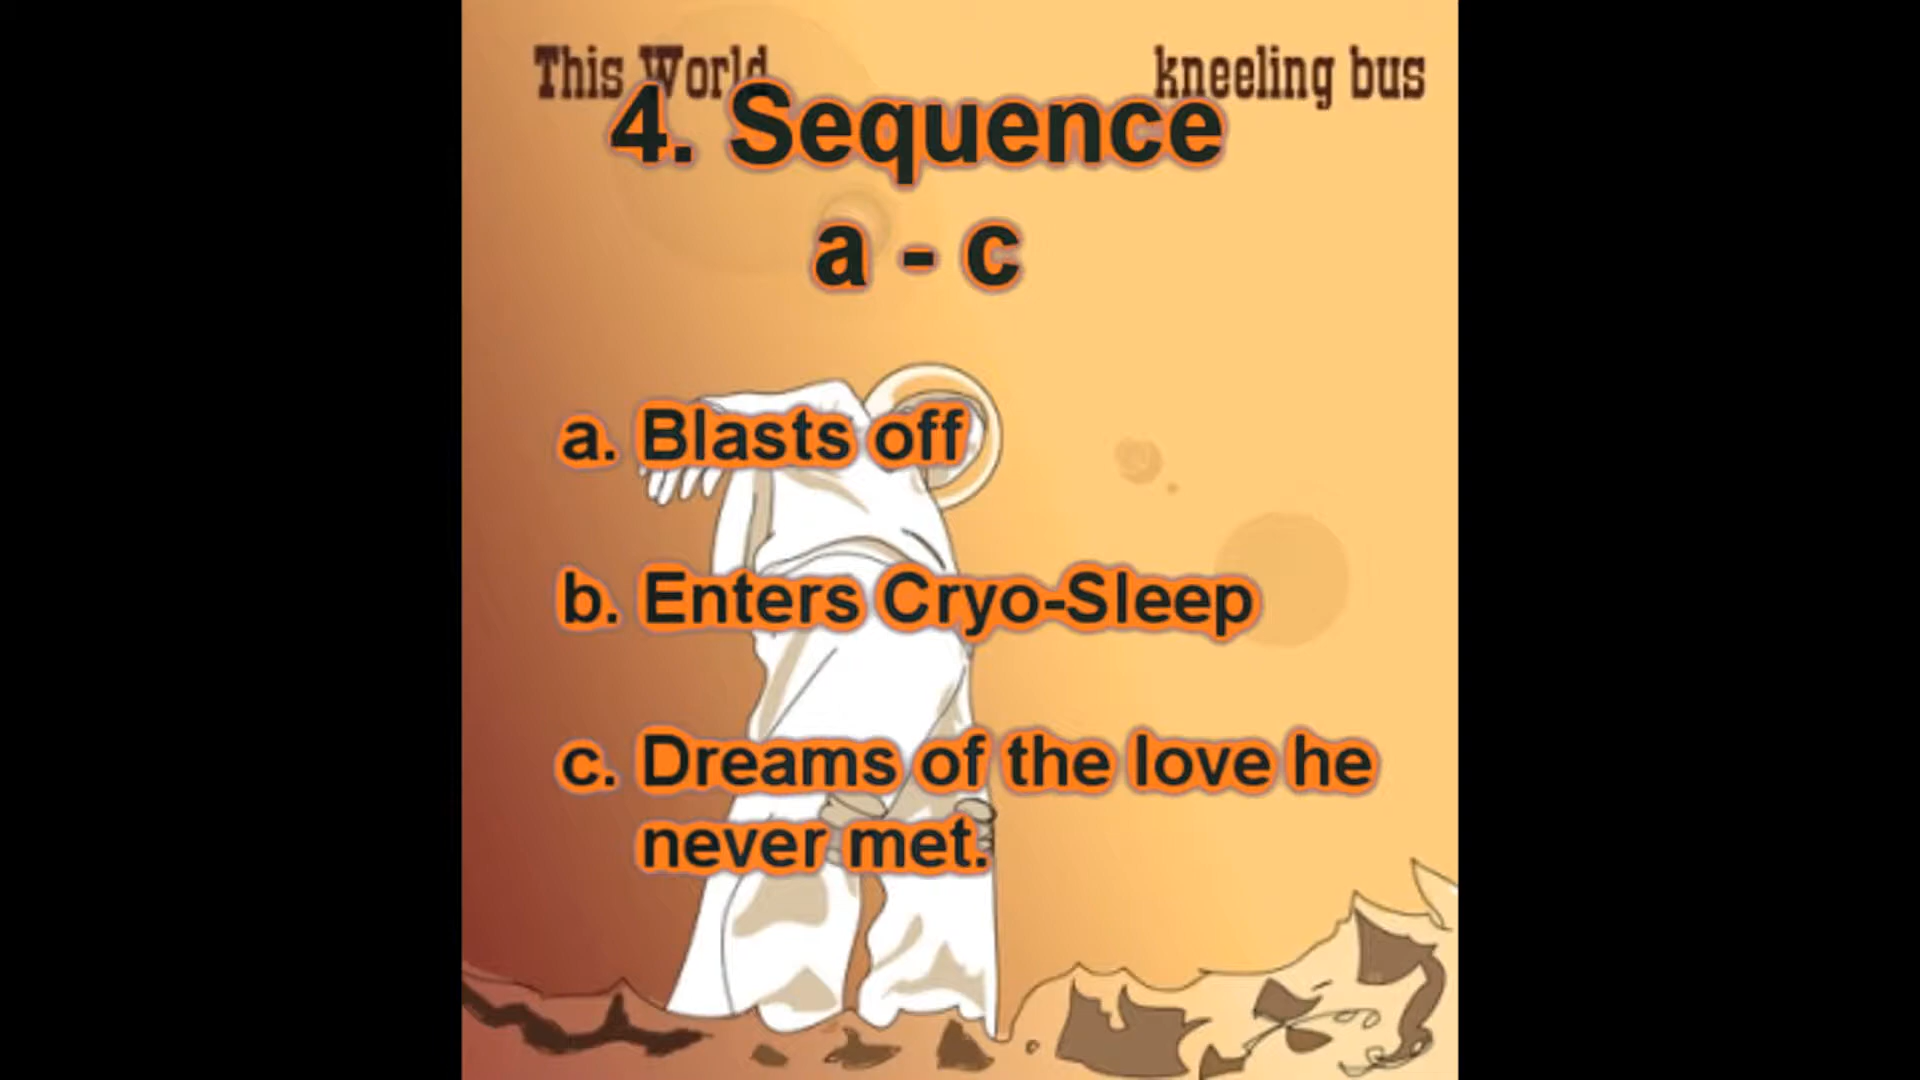 This World
kneeling bus
4. Sequence
a - c
a. Blasts off
b. Enters Cryo-Sleep
c. Dreams of the love he
never met.